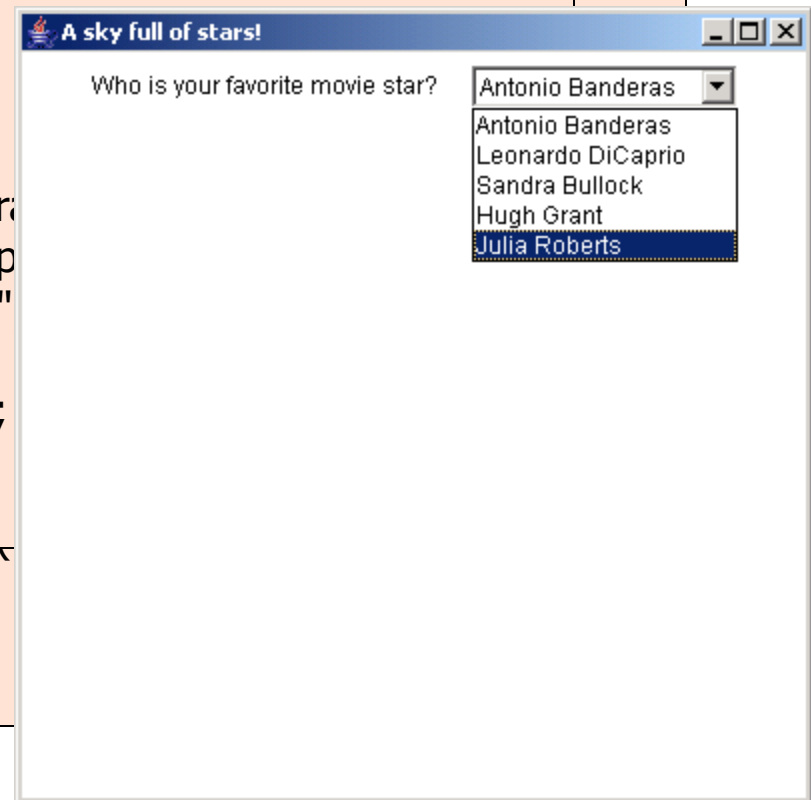 A sky full of stars!
Who is your favorite movie star? Antonio Banderas
Antonio Banderas
Leonardo DiCaprio
Sandra Bullock
Hugh Grant
Julia Roberts